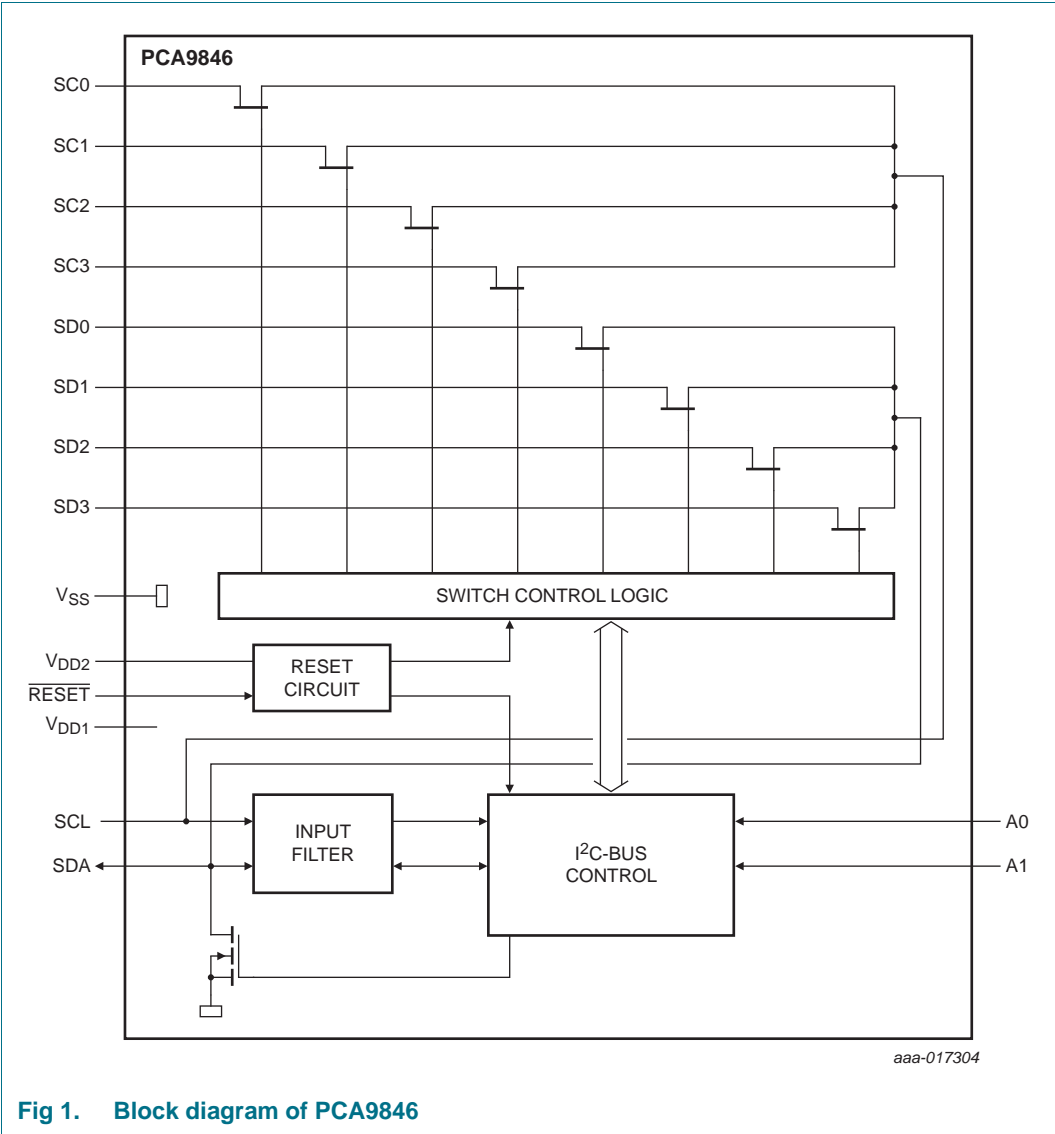 PCA9846
SC0
SC1
SC2
SC3
SD0
SD1
SD2
SD3
VSS
SWITCH CONTROL LOGIC
VDD2
RESET
RESET
CIRCUIT
VDD1
SCL
SDA
INPUT
FILTER
I2C-BUS
CONTROL
A0
A1
aaa-017304
Fig 1. Block diagram of PCA9846